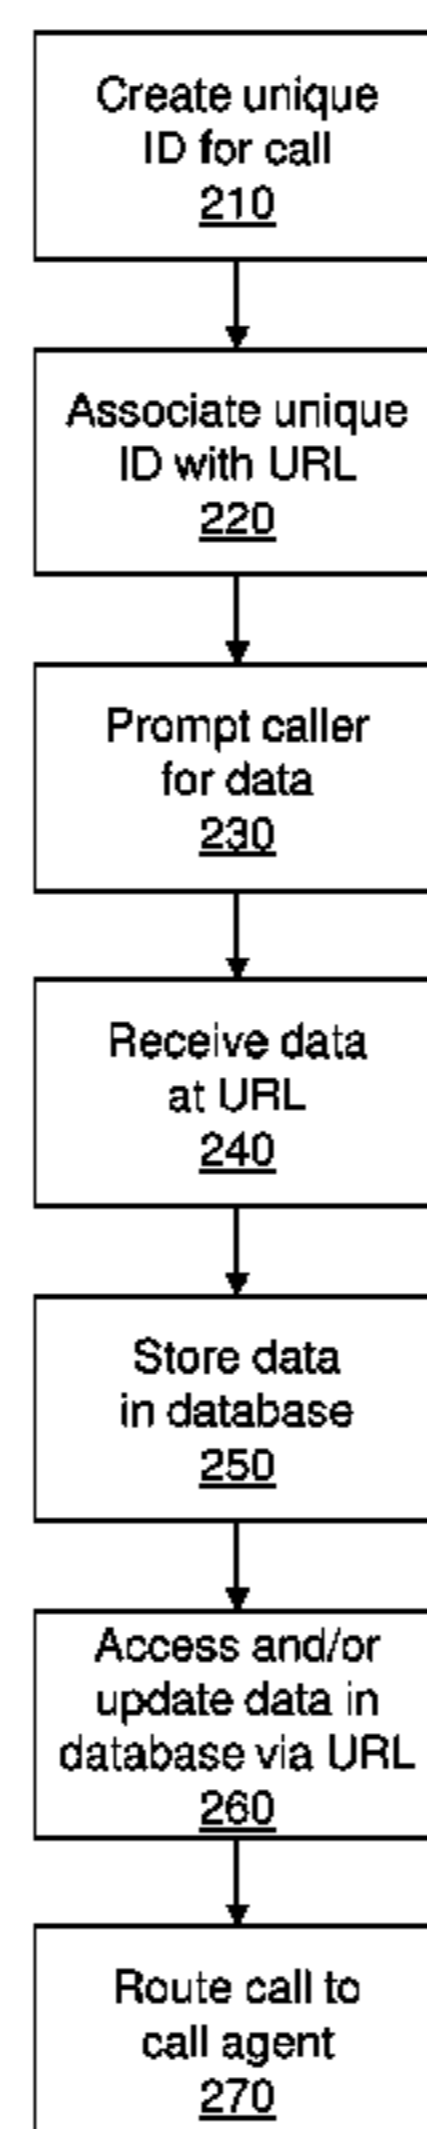 Create unique
ID for call
210
Associate unique
ID with URL
220
Prompt caller
for data
230
Receive data
at URL
240
Store data
in database
250
Access and/or
update data in
database via URL
260
Route call to
call agent
270